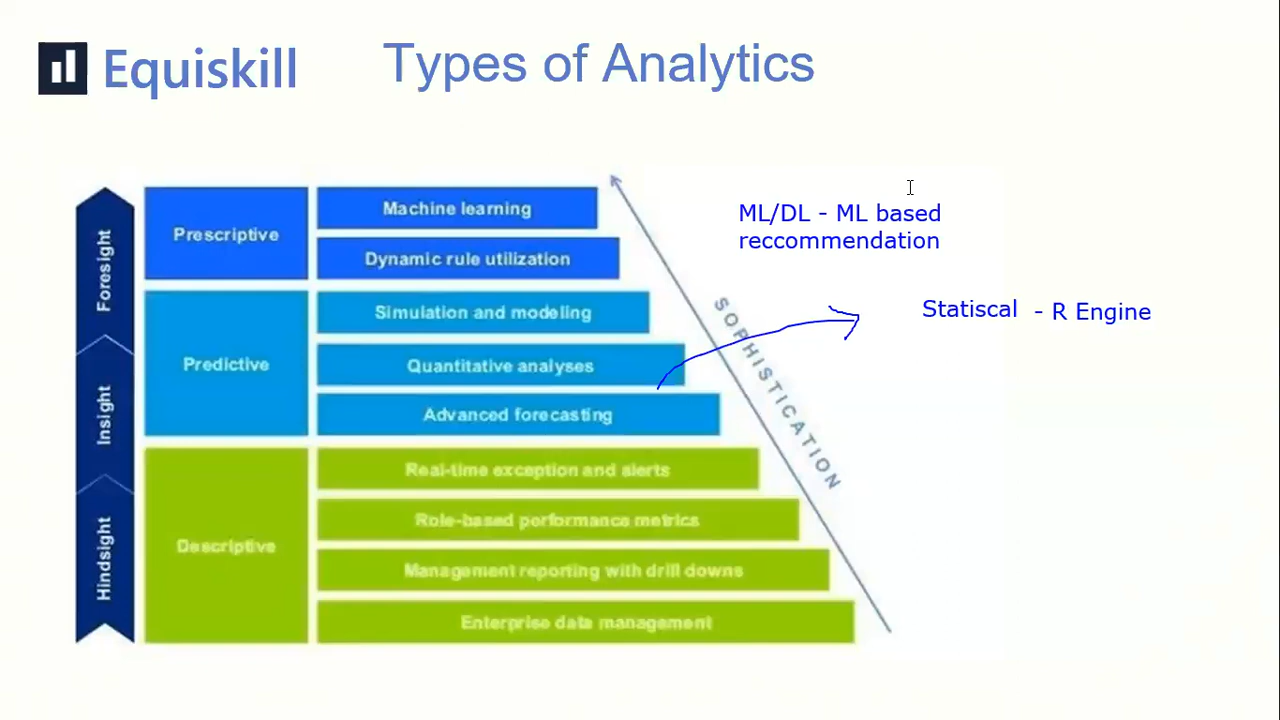 Equiskill
Types of Analytics
Foresight
Insight
Hindsight
Prescriptive
Machine learning
Dynamic rule utilization
Predictive
Simulation and modeling
Quantitative analyses
Advanced forecasting
Descriptive
Real-time exception and alerts
Role-based performance metrics
Management reporting with drill downs
Enterprise data management
SOPHISTICATION
ML/DL - ML based
reccommendation
Statiscal - R Engine